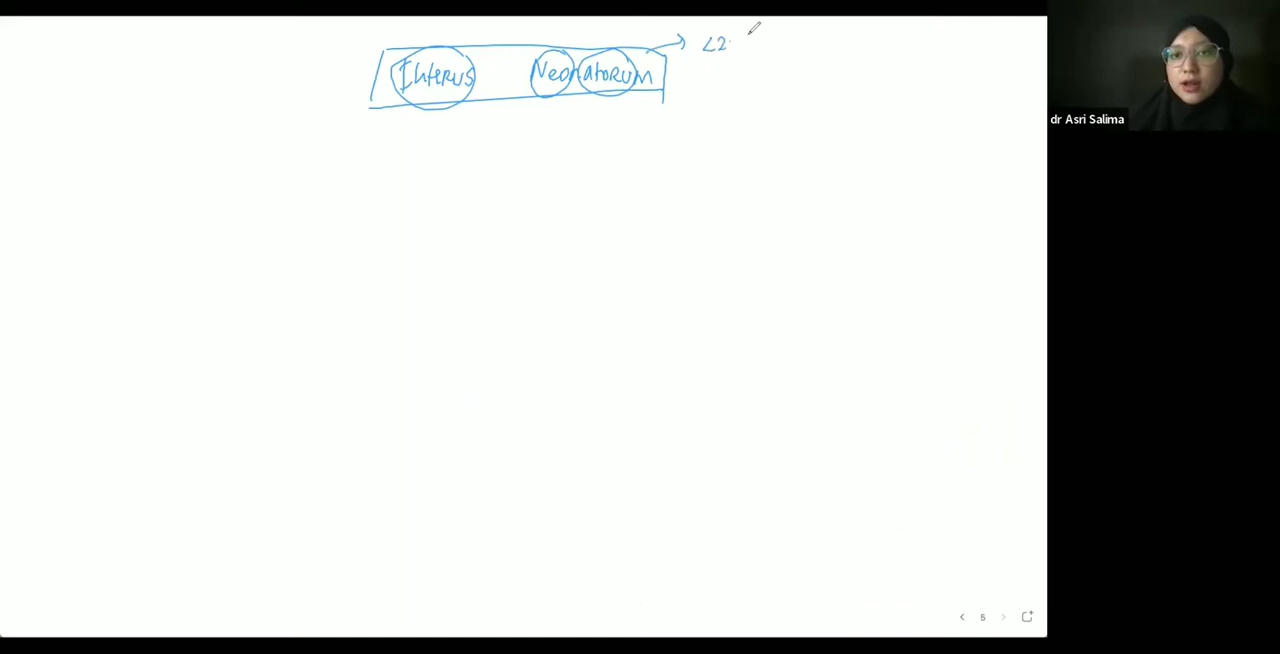 Ikterus Neonatorum → <2.
dr Asri Salima
< 5 >